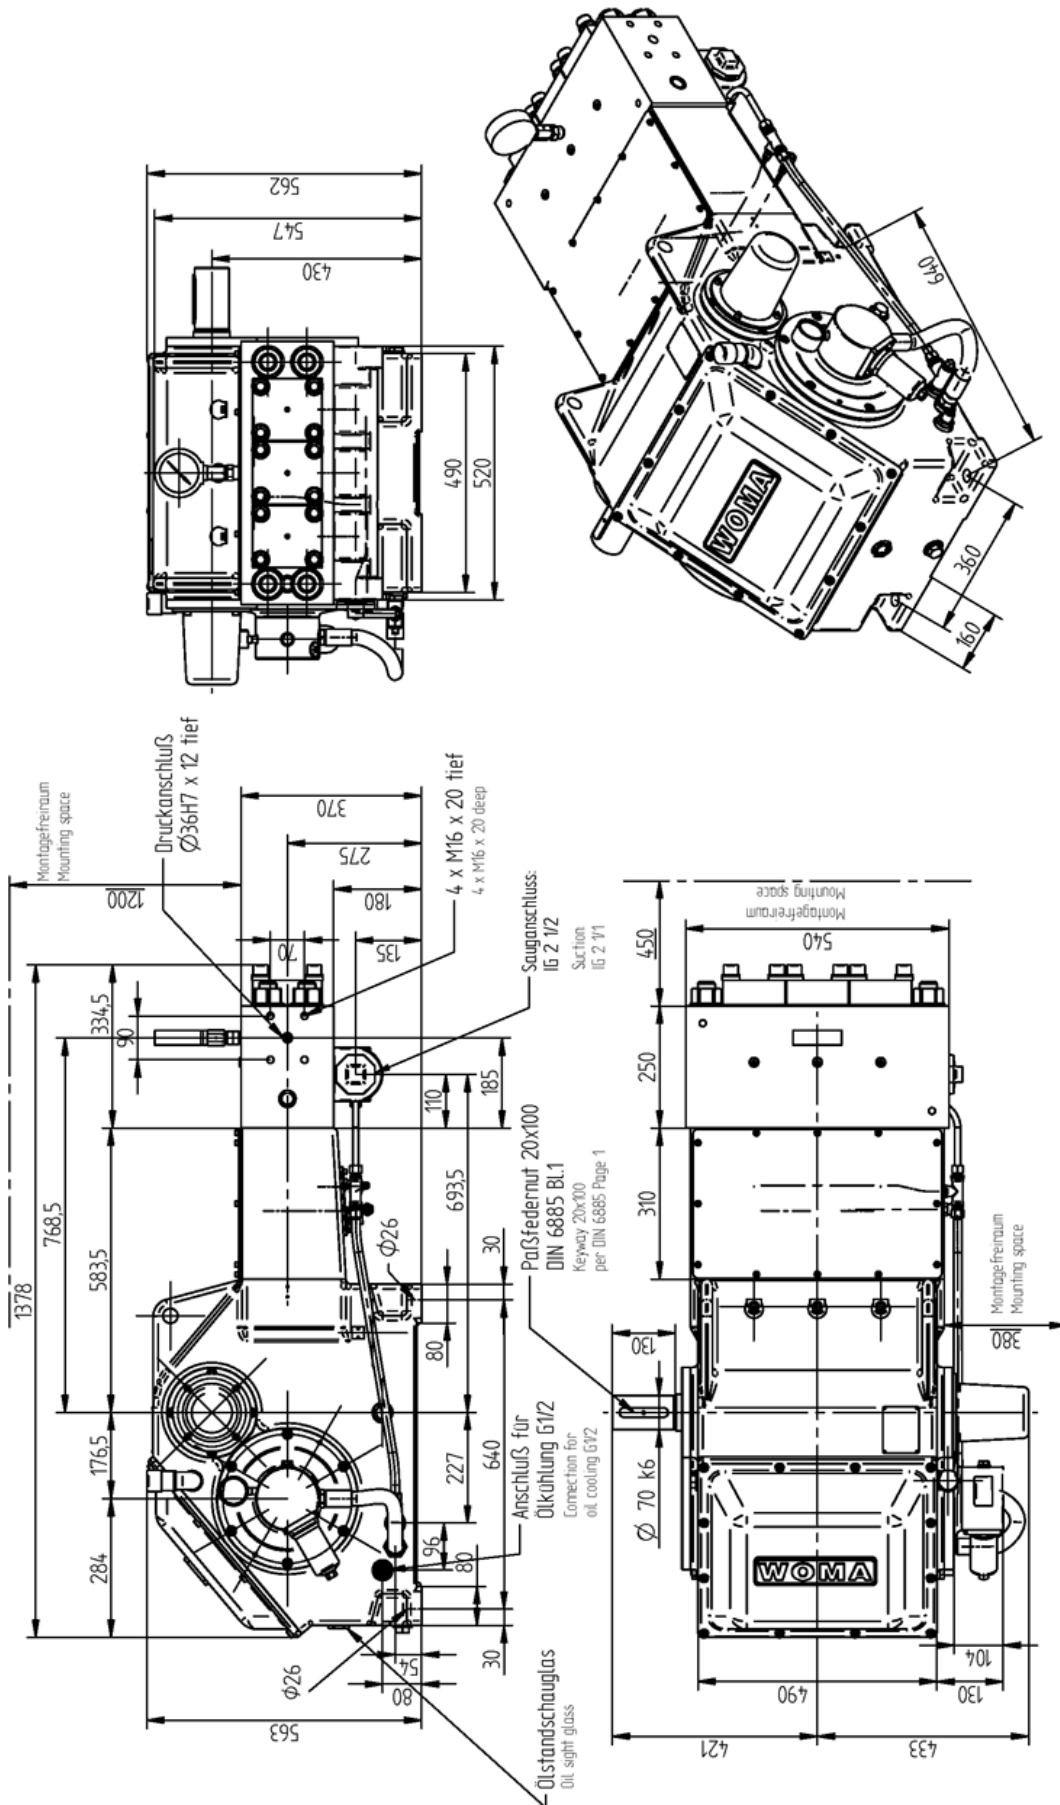 562
547
430
490
520
640
360
160
WOMA
Montagefreiraum
Mounting space
1200
Druckanschluß
Ø36H7 x 12 tief
370
275
180
135
70
4 x M16 x 20 tief
4 x M16 x 20 deep
Sauganschluss:
IG 2 1/2
Suction:
IG 2 1/1
1378
768,5
334,5
90
583,5
176,5
284
185
110
693,5
30
Φ26
80
640
227
96
80
30
54
80
Φ26
563
Paßfedernut 20x100
DIN 6885 Bl.1
Keyway 20x100
per DIN 6885 Page 1
Anschluß für
Ölkühlung G1/2
Connection for
oil cooling G1/2
Ölstandschauglas
Oil sight glass
450
Montagefreiraum
Mounting space
540
250
310
130
Ø 70 k6
Montagefreiraum
Mounting space
380
WOMA
104
490
130
421
433